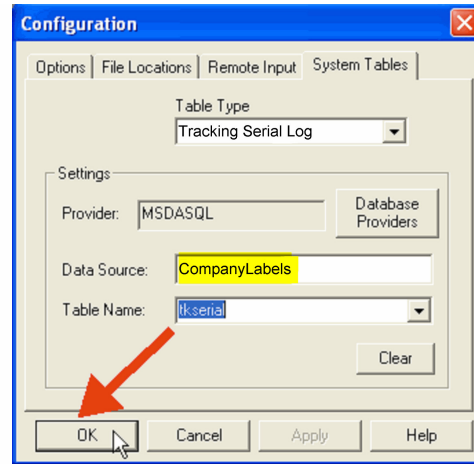 Configuration
Options File Locations Remote Input System Tables
Table Type
Tracking Serial Log
Settings
Provider: MSDASQL
Database
Providers
Data Source: CompanyLabels
Table Name: tkserial
Clear
OK Cancel Apply Help